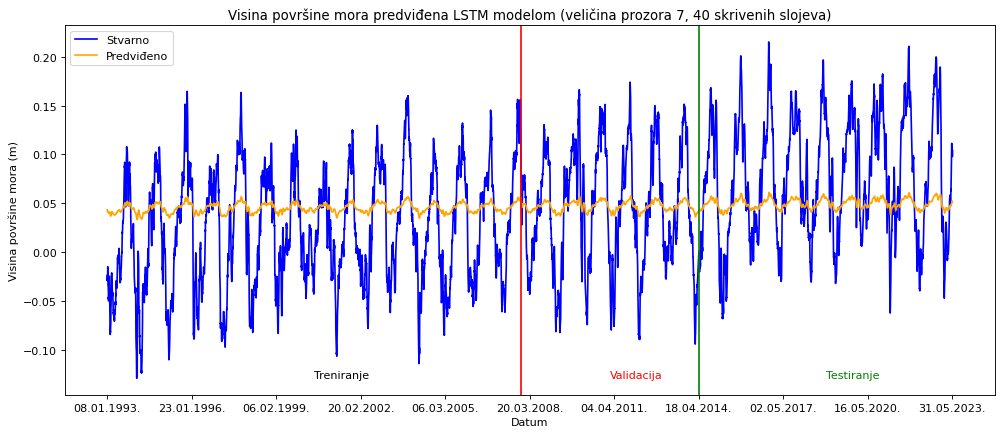 Visina površine mora predviđena LSTM modelom (veličina prozora 7, 40 skrivenih slojeva)
Stvarno
Predviđeno
Visina površine mora (m)
0.20
0.15
0.10
0.05
0.00
−0.05
−0.10
Treniranje
Validacija
Testiranje
08.01.1993.
23.01.1996.
06.02.1999.
20.02.2002.
06.03.2005.
20.03.2008.
04.04.2011.
18.04.2014.
02.05.2017.
16.05.2020.
31.05.2023.
Datum